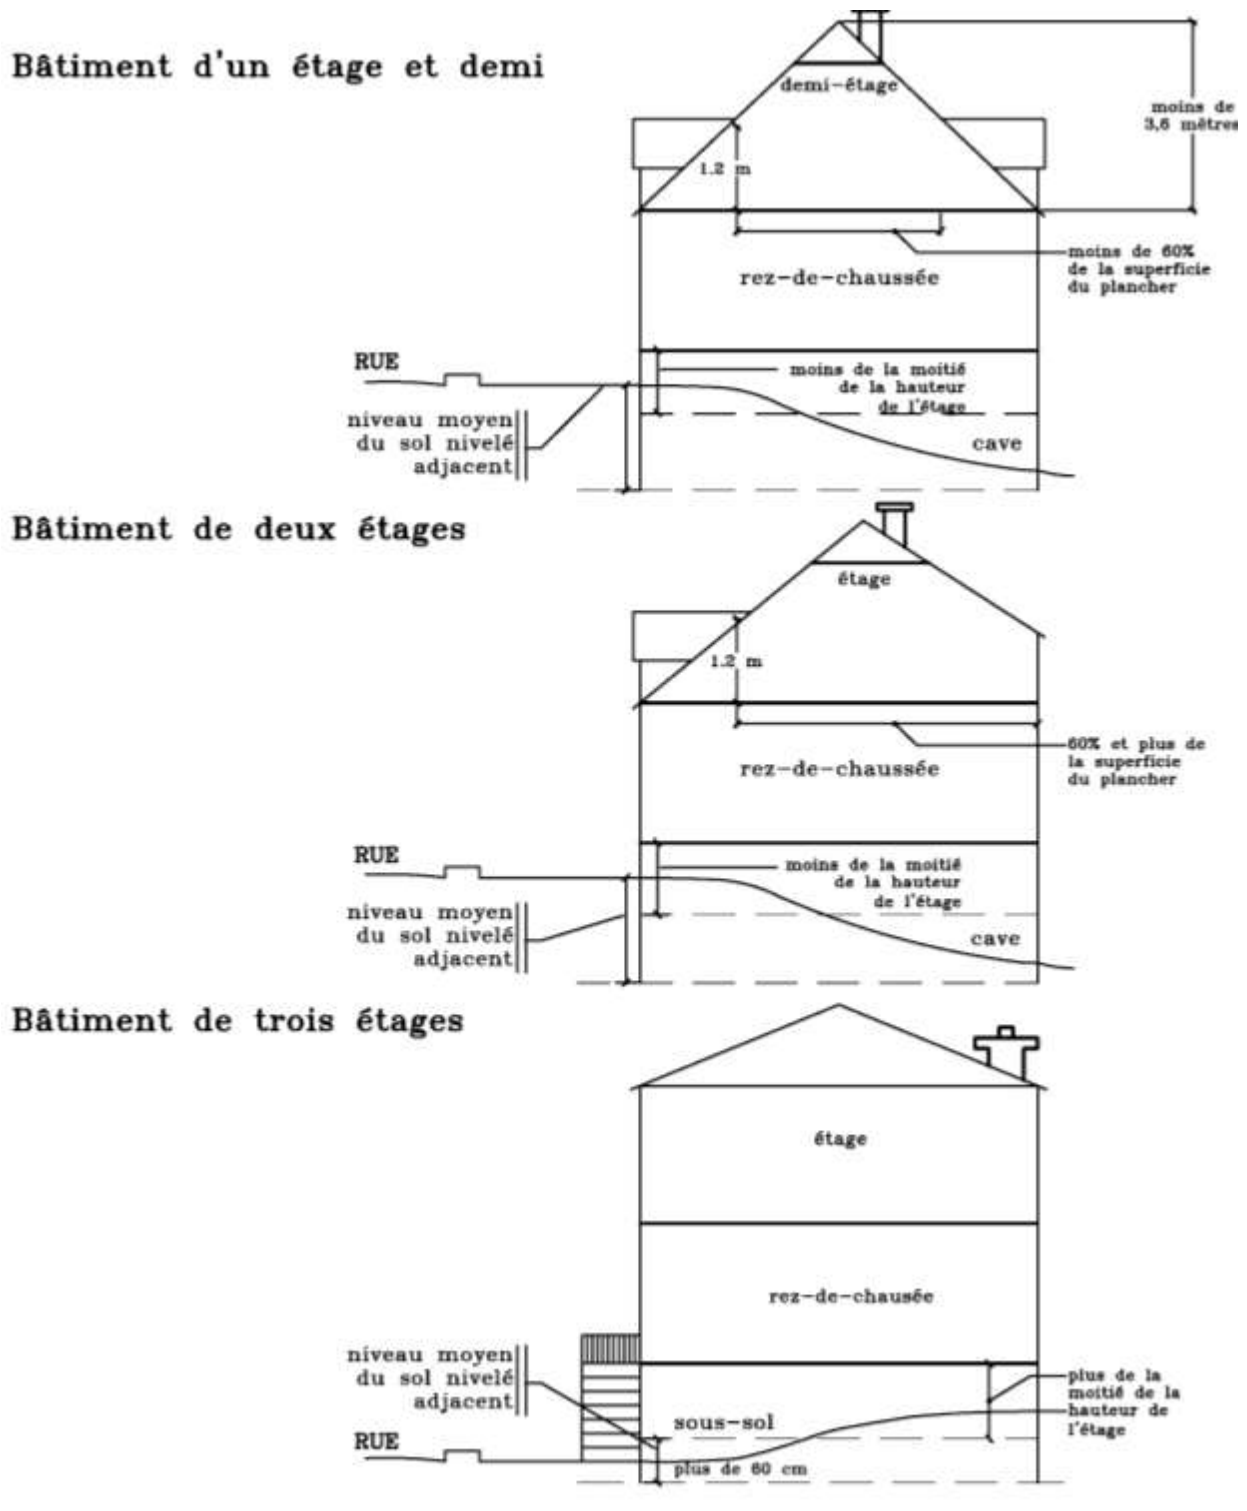 Bâtiment d'un étage et demi
demi-étage
moins de
3,6 mètres
1.2 m
moins de 60%
de la superficie
du plancher
rez-de-chaussée
RUE
moins de la moitié
de la hauteur
de l'étage
niveau moyen
du sol nivelé
adjacent
cave
Bâtiment de deux étages
étage
1.2 m
60% et plus de
la superficie
du plancher
rez-de-chaussée
RUE
moins de la moitié
de la hauteur
de l'étage
niveau moyen
du sol nivelé
adjacent
cave
Bâtiment de trois étages
étage
rez-de-chausée
niveau moyen
du sol nivelé
adjacent
plus de la
moitié de la
hauteur de
l'étage
sous-sol
RUE
plus de 60 cm